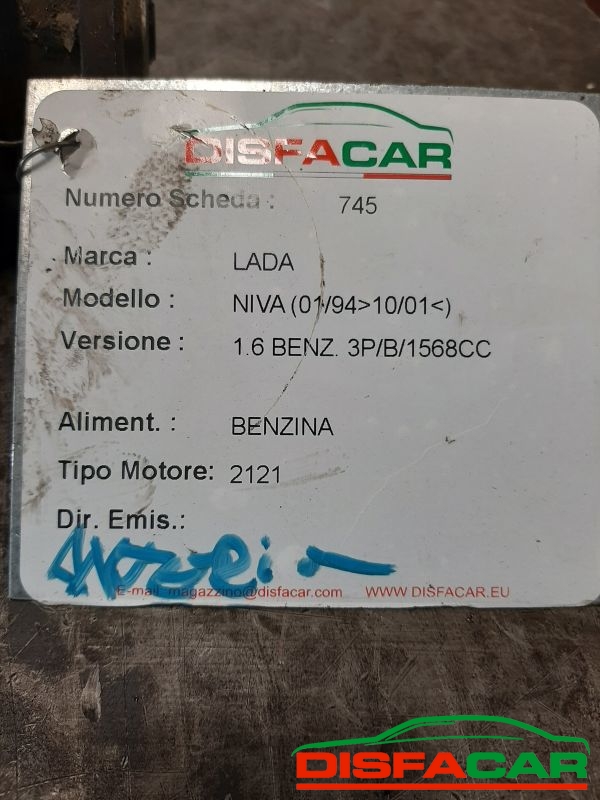 DISFACAR
Numero Scheda : 745
Marca : LADA
Modello : NIVA (01/94>10/01<)
Versione : 1.6 BENZ. 3P/B/1568CC
Aliment. : BENZINA
Tipo Motore: 2121
Dir. Emis.:
E-mail magazzino@disfacar.com WWW.DISFACAR.EU
DISFACAR